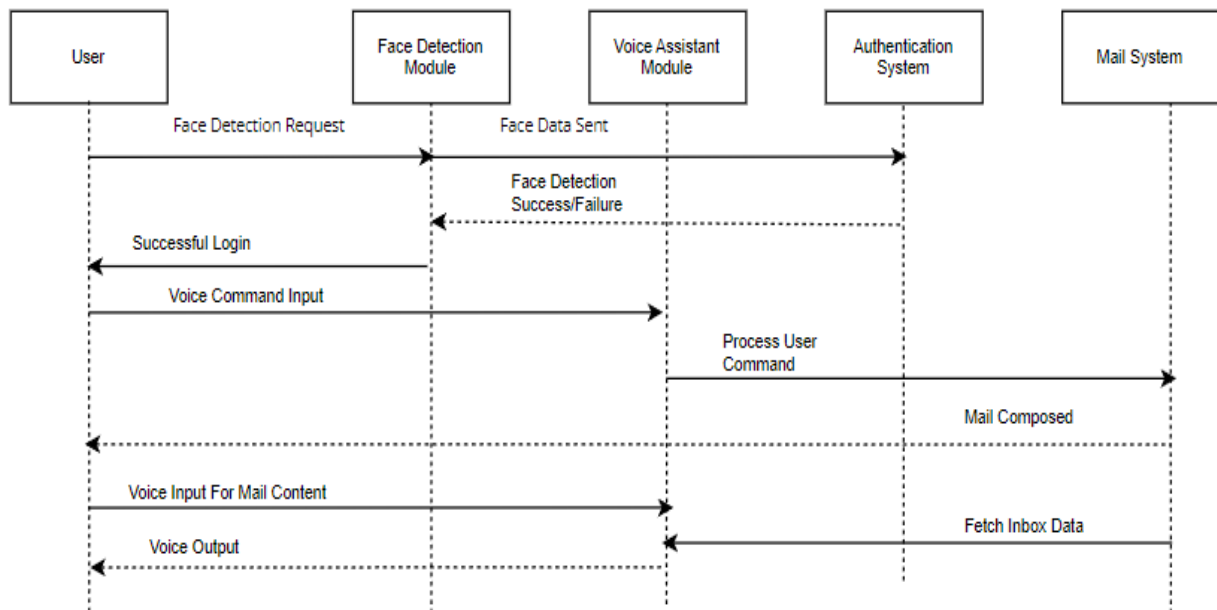 User
Face Detection
Module
Voice Assistant
Module
Authentication
System
Mail System
Face Detection Request
Face Data Sent
Face Detection
Success/Failure
Successful Login
Voice Command Input
Process User
Command
Mail Composed
Voice Input For Mail Content
Fetch Inbox Data
Voice Output